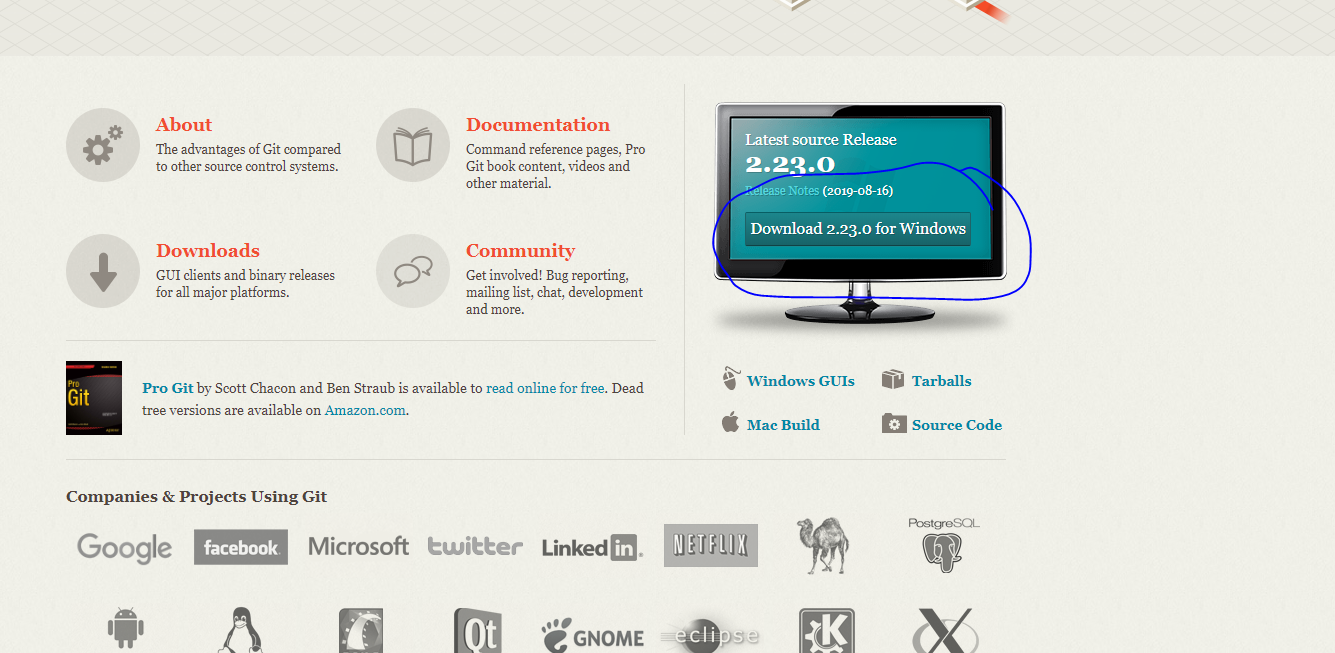 About
The advantages of Git compared
to other source control systems.
Documentation
Command reference pages, Pro
Git book content, videos and
other material.
Downloads
GUI clients and binary releases
for all major platforms.
Community
Get involved! Bug reporting,
mailing list, chat, development
and more.
Pro
Git
Pro Git by Scott Chacon and Ben Straub is available to read online for free. Dead
tree versions are available on Amazon.com.
Latest source Release
2.23.0
Release Notes (2019-08-16)
Download 2.23.0 for Windows
Windows GUIs
Tarballs
Mac Build
Source Code
Companies & Projects Using Git
Google
facebook
Microsoft
twitter
Linked in
NETFLIX
PostgreSQL
Qt
GNOME
eclipse
K
X